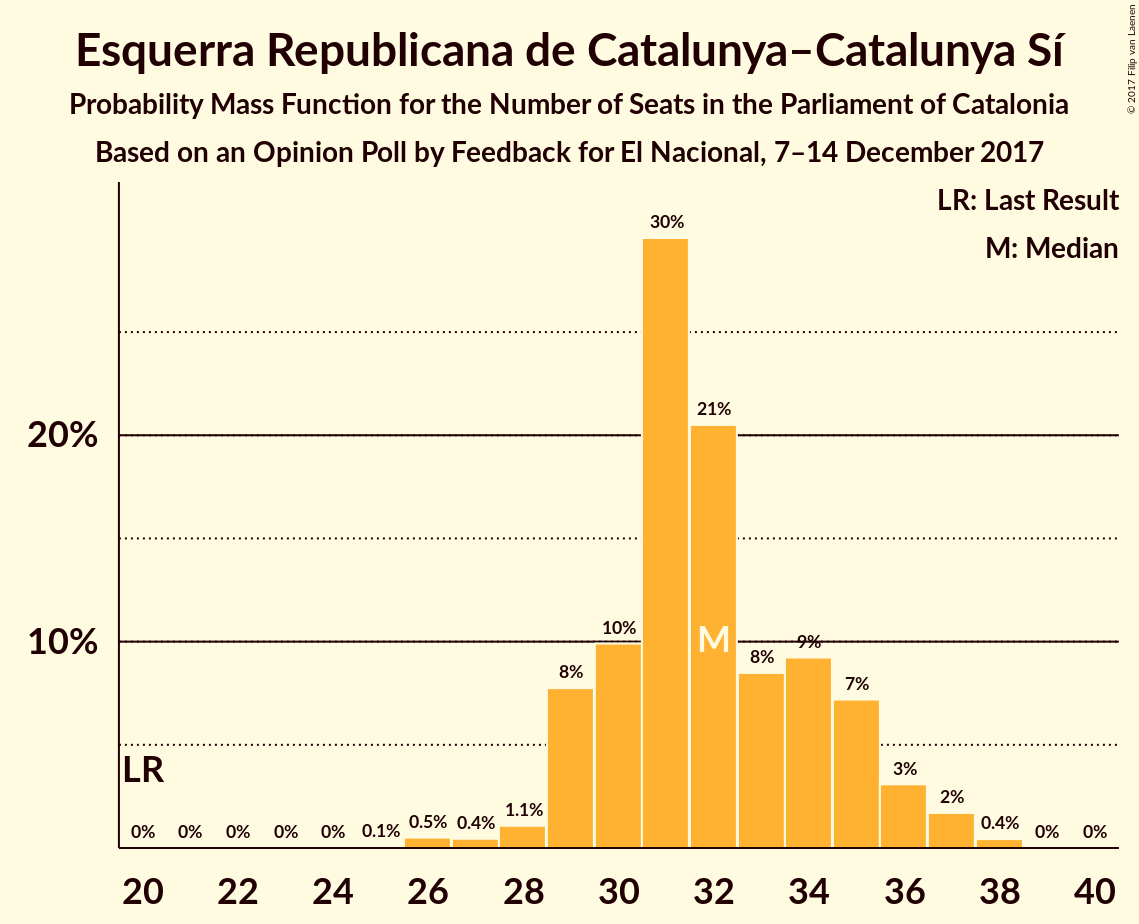 Esquerra Republicana de Catalunya–Catalunya Sí
Probability Mass Function for the Number of Seats in the Parliament of Catalonia
Based on an Opinion Poll by Feedback for El Nacional, 7–14 December 2017
© 2017 Filip van Laenen
LR: Last Result
M: Median
30%
21%
20%
10%
10%
M
9%
8%
8%
7%
LR
3%
2%
1.1%
0% 0% 0% 0% 0% 0.1% 0.5% 0.4% 0.4% 0% 0%
20 22 24 26 28 30 32 34 36 38 40